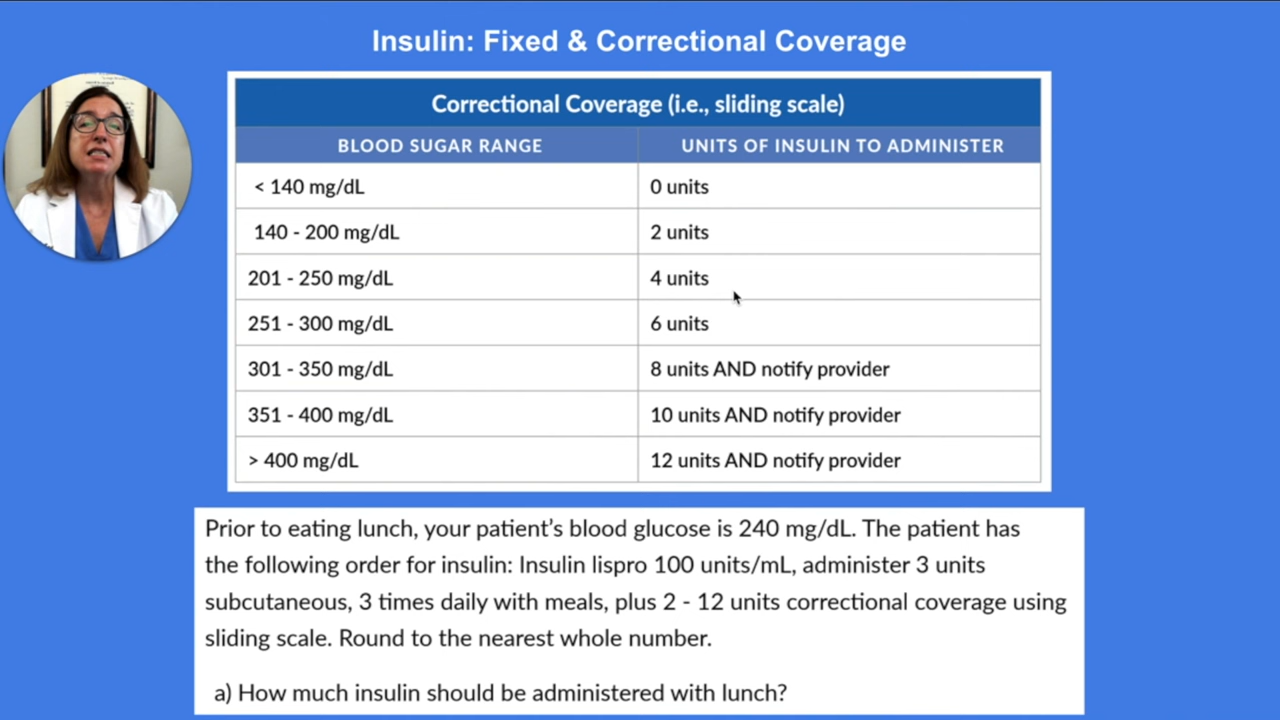 Insulin: Fixed & Correctional Coverage
Correctional Coverage (i.e., sliding scale)
BLOOD SUGAR RANGE UNITS OF INSULIN TO ADMINISTER
< 140 mg/dL 0 units
140 - 200 mg/dL 2 units
201 - 250 mg/dL 4 units
251 - 300 mg/dL 6 units
301 - 350 mg/dL 8 units AND notify provider
351 - 400 mg/dL 10 units AND notify provider
> 400 mg/dL 12 units AND notify provider
Prior to eating lunch, your patient’s blood glucose is 240 mg/dL. The patient has
the following order for insulin: Insulin lispro 100 units/mL, administer 3 units
subcutaneous, 3 times daily with meals, plus 2 - 12 units correctional coverage using
sliding scale. Round to the nearest whole number.
a) How much insulin should be administered with lunch?